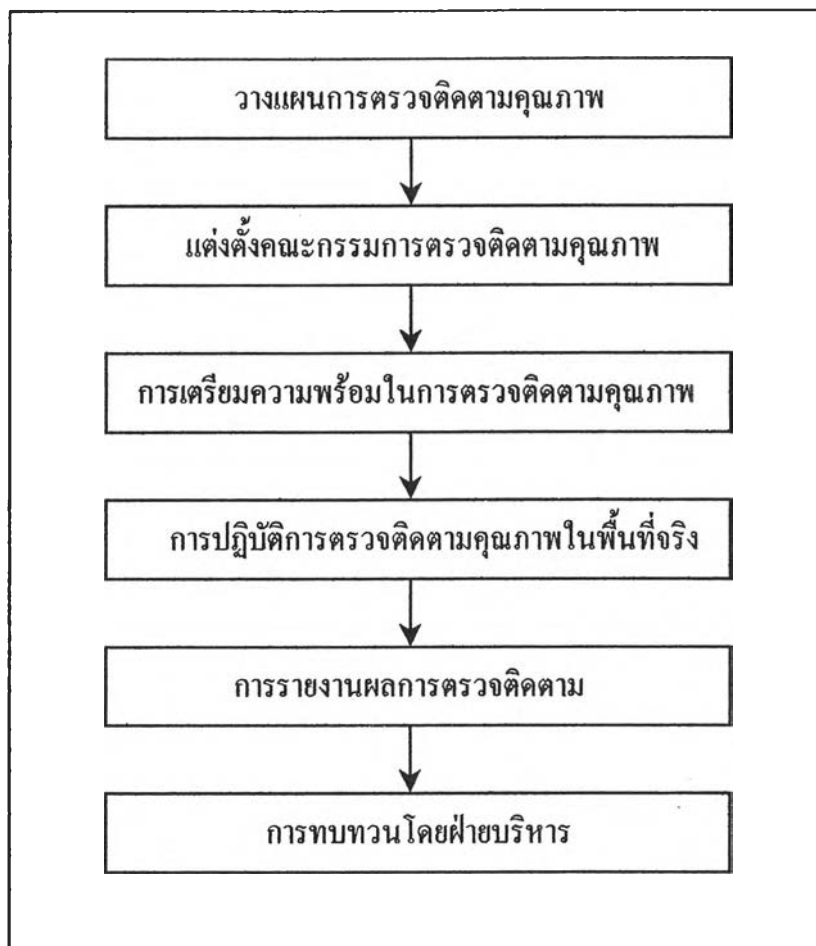 วางแผนการตรวจติดตามคุณภาพ
แต่งตั้งคณะกรรมการตรวจติดตามคุณภาพ
การเตรียมความพร้อมในการตรวจติดตามคุณภาพ
การปฏิบัติการตรวจติดตามคุณภาพในพื้นที่จริง
การรายงานผลการตรวจติดตาม
การทบทวนโดยฝ่ายบริหาร